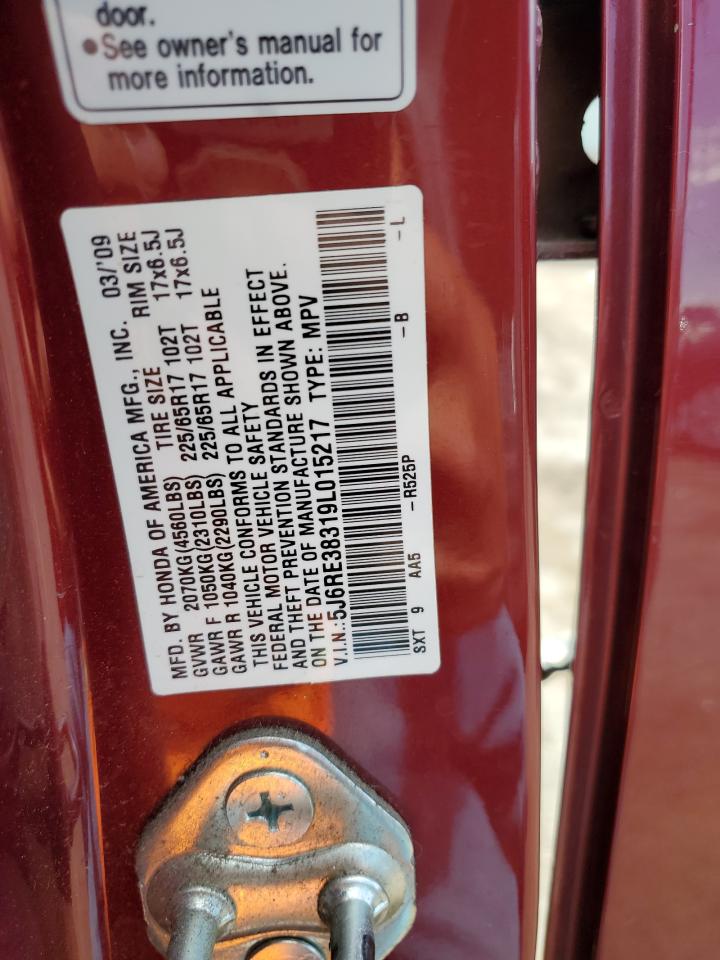 door.
•See owner's manual for
more information.
MFD. BY HONDA OF AMERICA MFG., INC. 03/'09
GVWR 2070KG(4560LBS) TIRE SIZE RIM SIZE
GAWR F 1050KG(2310LBS) 225/65R17 102T 17x6.5J
GAWR R 1040KG(2290LBS) 225/65R17 102T 17x6.5J
THIS VEHICLE CONFORMS TO ALL APPLICABLE
FEDERAL MOTOR VEHICLE SAFETY
AND THEFT PREVENTION STANDARDS IN EFFECT
ON THE DATE OF MANUFACTURE SHOWN ABOVE.
V.I.N.:5J6RE38319L015217 TYPE: MPV
SXT 9 AA5 -R525P -B -L